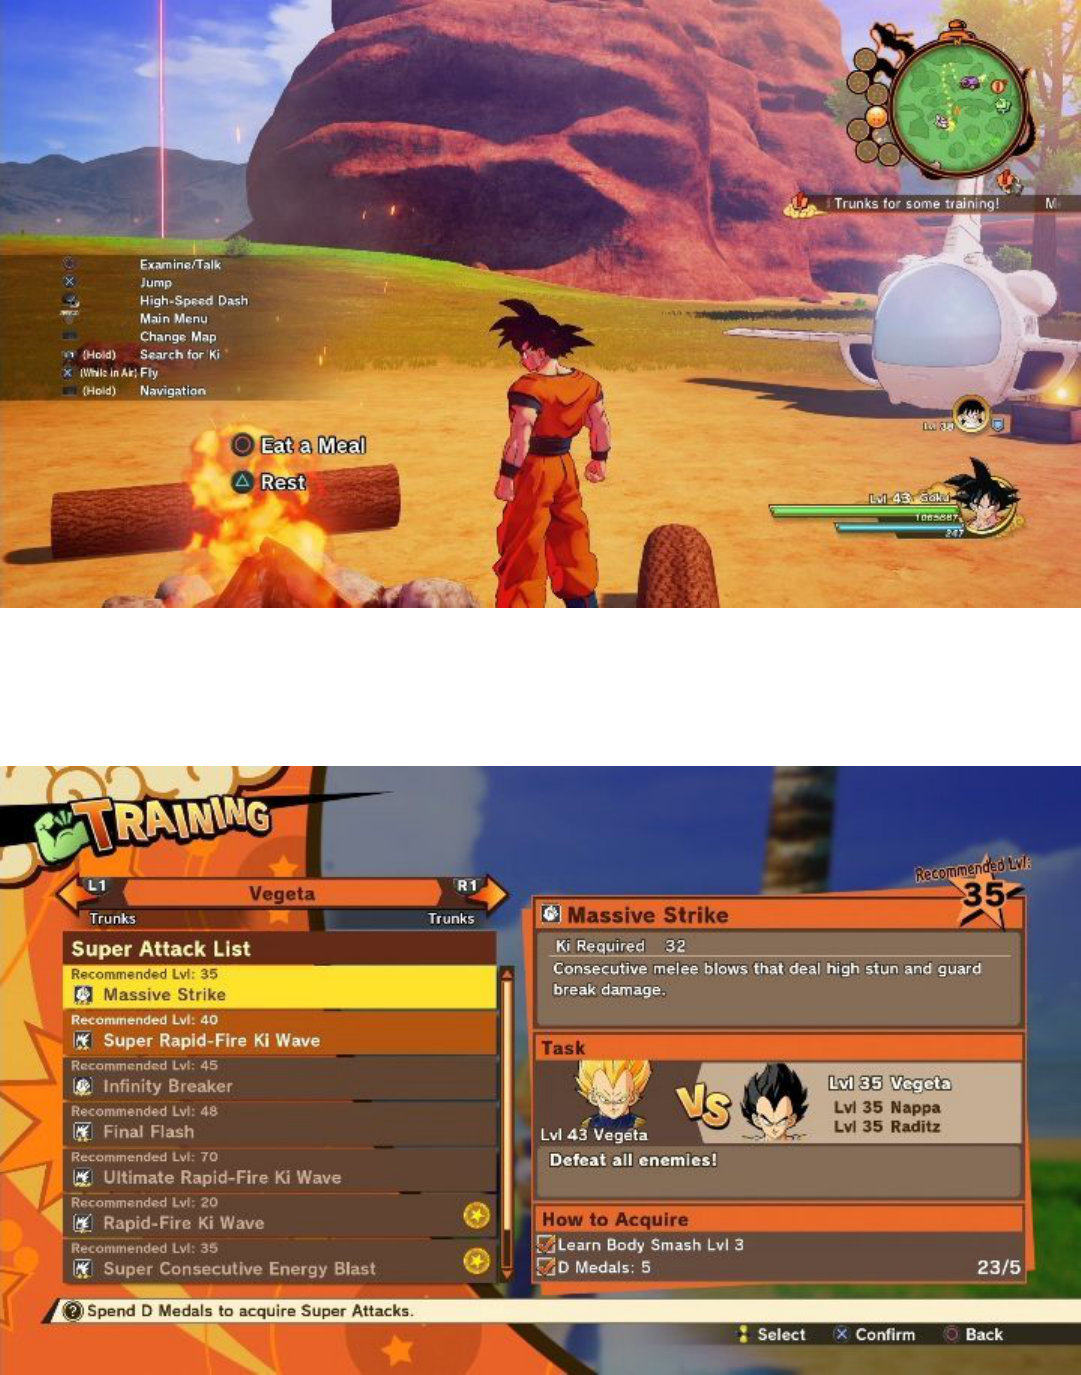 N
! Trunks for some training! M
Examine/Talk
Jump
High-Speed Dash
Main Menu
Change Map
(Hold) Search for Ki
(While in Air) Fly
(Hold) Navigation
Eat a Meal
Rest
Lvl 38
Lvl 43 Goku
1065687
247
TRAINING
L1 Vegeta R1
Trunks Trunks
Super Attack List
Recommended Lvl: 35
Massive Strike
Recommended Lvl: 40
Super Rapid-Fire Ki Wave
Recommended Lvl: 45
Infinity Breaker
Recommended Lvl: 48
Final Flash
Recommended Lvl: 70
Ultimate Rapid-Fire Ki Wave
Recommended Lvl: 20
Rapid-Fire Ki Wave
Recommended Lvl: 35
Super Consecutive Energy Blast
Recommended Lvl:
35
Massive Strike
Ki Required 32
Consecutive melee blows that deal high stun and guard
break damage.
Task
VS
Lvl 43 Vegeta
Lvl 35 Vegeta
Lvl 35 Nappa
Lvl 35 Raditz
Defeat all enemies!
How to Acquire
Learn Body Smash Lvl 3
D Medals: 5 23/5
? Spend D Medals to acquire Super Attacks.
Select Confirm Back